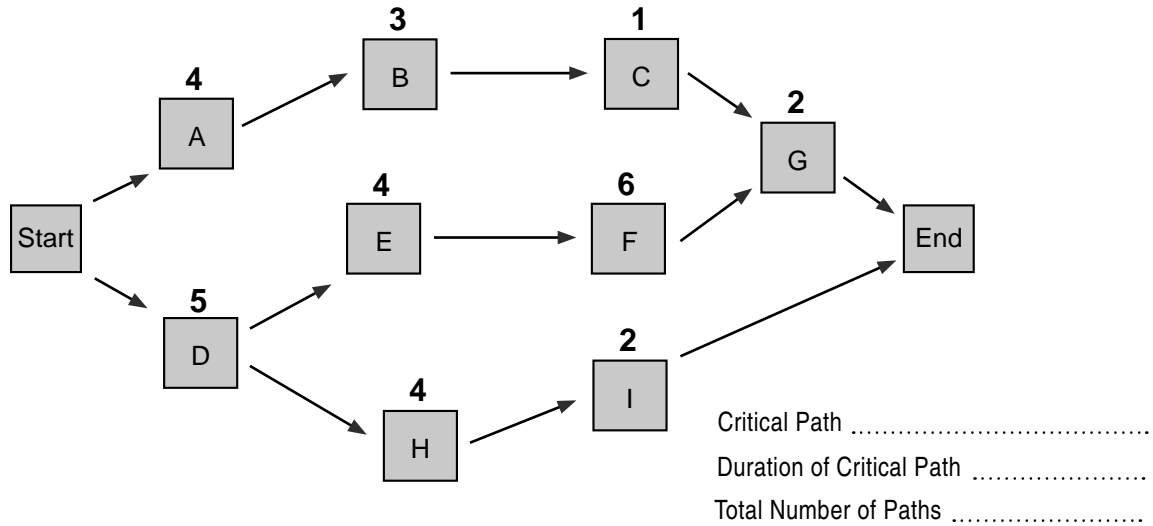 3
1
B
C
4
2
A
G
4
6
Start
E
F
End
5
2
D
4
I
H
Critical Path ......................................
Duration of Critical Path ......................
Total Number of Paths ........................